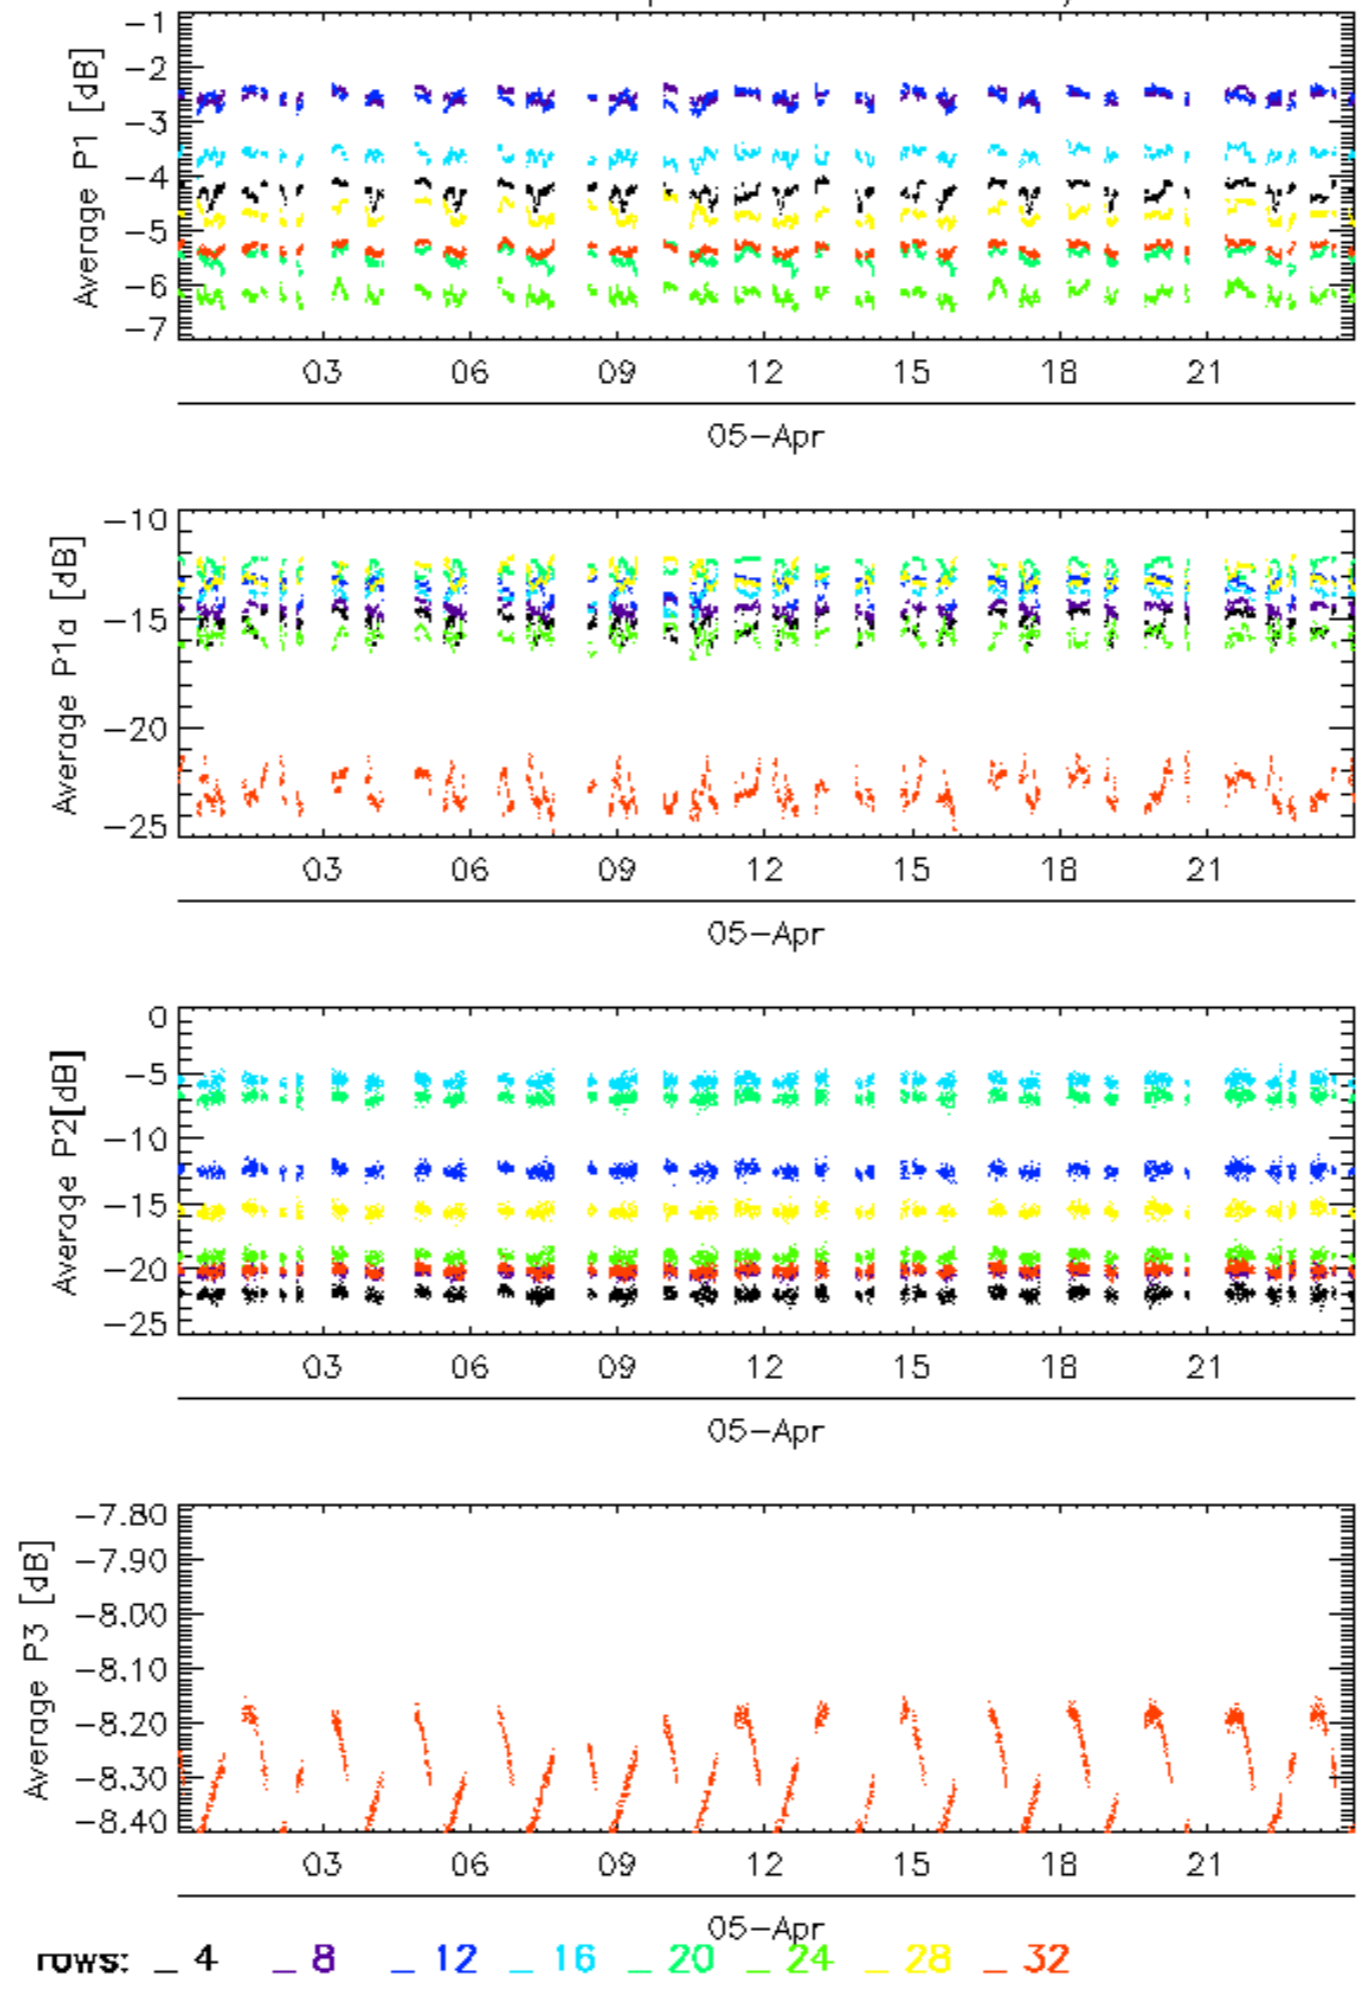 -1
-2
-3
-4
-5
-6
-7
Average P1 [dB]
03 06 09 12 15 18 21
05-Apr
-10
-15
-20
-25
Average P1a [dB]
03 06 09 12 15 18 21
05-Apr
0
-5
-10
-15
-20
-25
Average P2[dB]
03 06 09 12 15 18 21
05-Apr
-7.80
-7.90
-8.00
-8.10
-8.20
-8.30
-8.40
Average P3 [dB]
03 06 09 12 15 18 21
05-Apr
rows: _ 4 _ 8 _ 12 _ 16 _ 20 _ 24 _ 28 _ 32